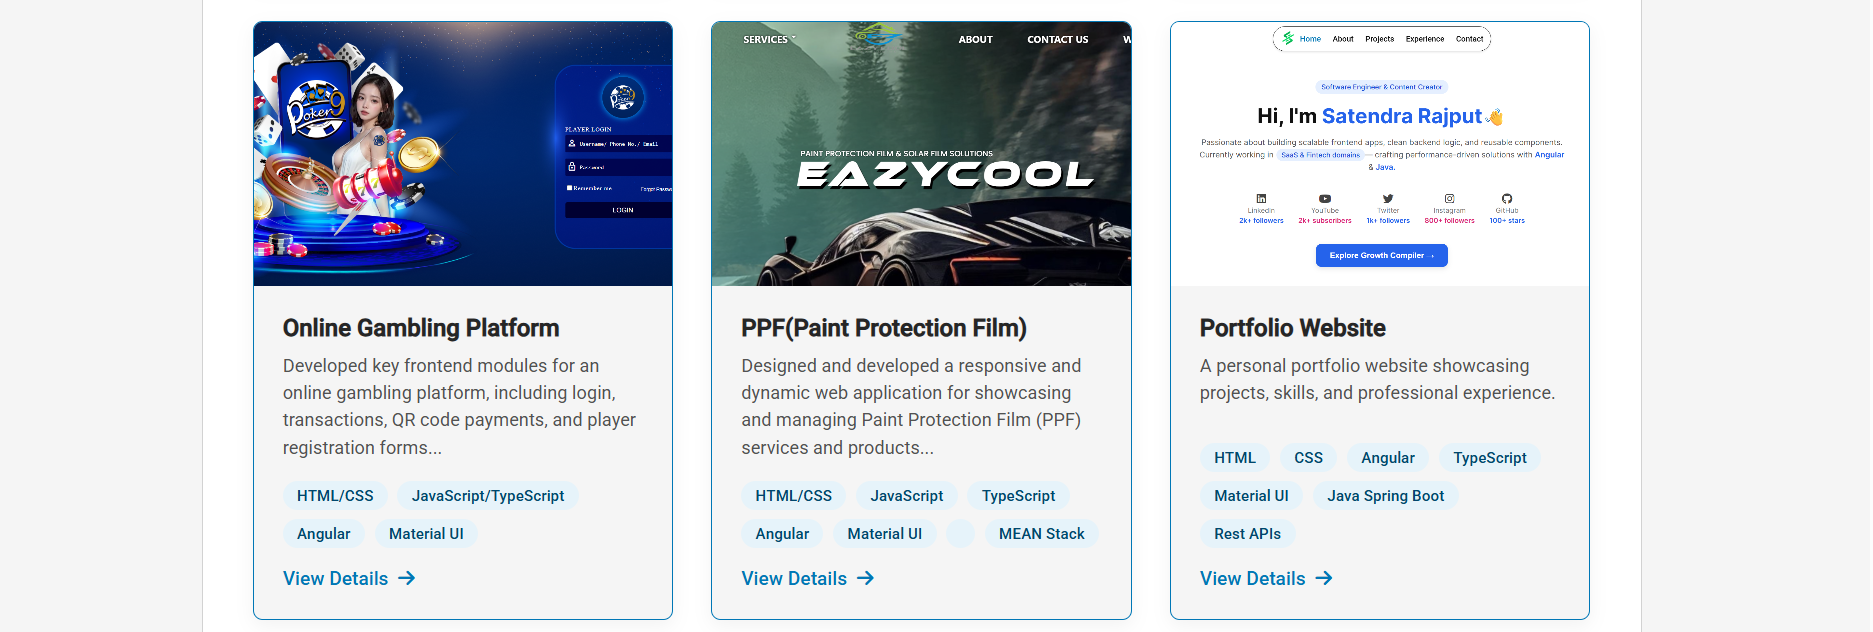 Poker9
Poker9
PLAYER LOGIN
Username/ Phone No./ Email
Password
Remember me
Forgot Passw
LOGIN
Online Gambling Platform
Developed key frontend modules for an
online gambling platform, including login,
transactions, QR code payments, and player
registration forms...
HTML/CSS JavaScript/TypeScript
Angular Material UI
View Details →
SERVICES ABOUT CONTACT US W
PAINT PROTECTION FILM & SOLAR FILM SOLUTIONS
EAZYCOOL
PPF(Paint Protection Film)
Designed and developed a responsive and
dynamic web application for showcasing
and managing Paint Protection Film (PPF)
services and products...
HTML/CSS JavaScript TypeScript
Angular Material UI MEAN Stack
View Details →
Home About Projects Experience Contact
Software Engineer & Content Creator
Hi, I'm Satendra Rajput👋
Passionate about building scalable frontend apps, clean backend logic, and reusable components.
Currently working in SaaS & Fintech domains — crafting performance-driven solutions with Angular
& Java.
LinkedIn YouTube Twitter Instagram GitHub
2k+ followers 2k+ subscribers 1k+ followers 800+ followers 100+ stars
Explore Growth Compiler →
Portfolio Website
A personal portfolio website showcasing
projects, skills, and professional experience.
HTML CSS Angular TypeScript
Material UI Java Spring Boot
Rest APIs
View Details →